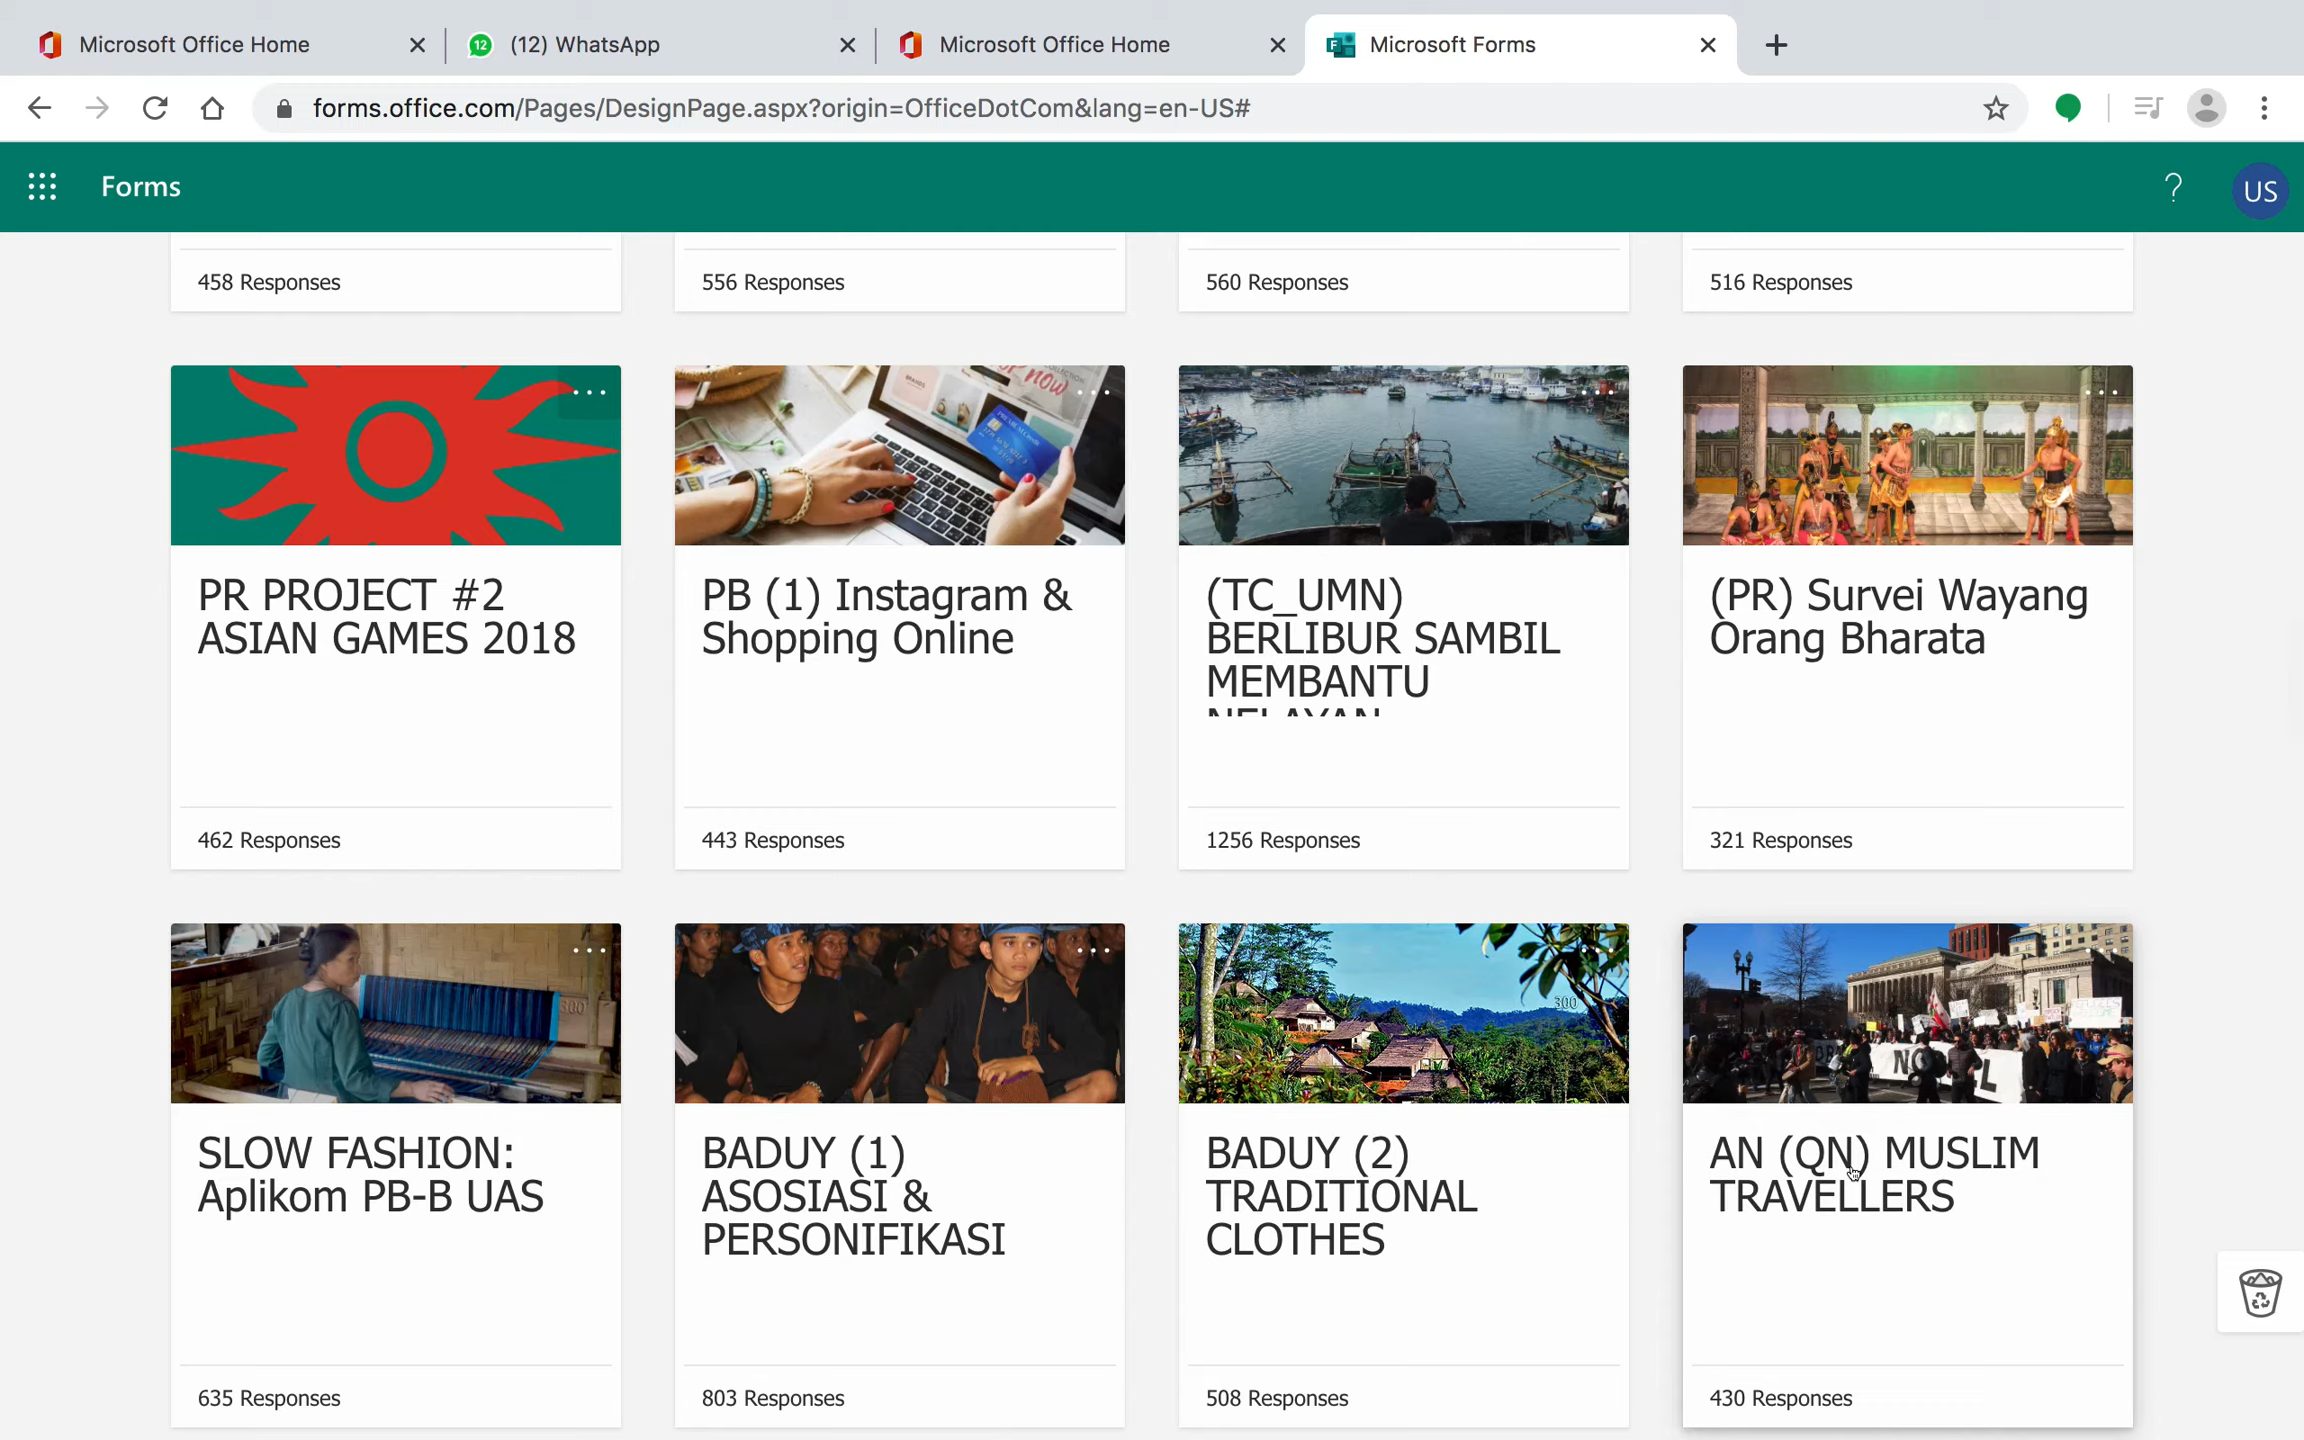 Microsoft Office Home
(12) WhatsApp
Microsoft Office Home
Microsoft Forms
forms.office.com/Pages/DesignPage.aspx?origin=OfficeDotCom&lang=en-US#
Forms
?
US
458 Responses
556 Responses
560 Responses
516 Responses
PR PROJECT #2
ASIAN GAMES 2018
462 Responses
PB (1) Instagram &
Shopping Online
443 Responses
(TC_UMN)
BERLIBUR SAMBIL
MEMBANTU
NELAYAN
1256 Responses
(PR) Survei Wayang
Orang Bharata
321 Responses
SLOW FASHION:
Aplikom PB-B UAS
635 Responses
BADUY (1)
ASOSIASI &
PERSONIFIKASI
803 Responses
BADUY (2)
TRADITIONAL
CLOTHES
508 Responses
AN (QN) MUSLIM
TRAVELLERS
430 Responses